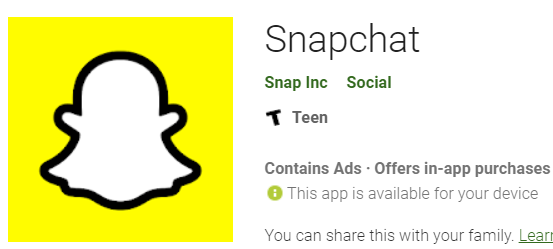 Snapchat
Snap Inc Social
T Teen
Contains Ads · Offers in-app purchases
This app is available for your device
You can share this with your family. Learn